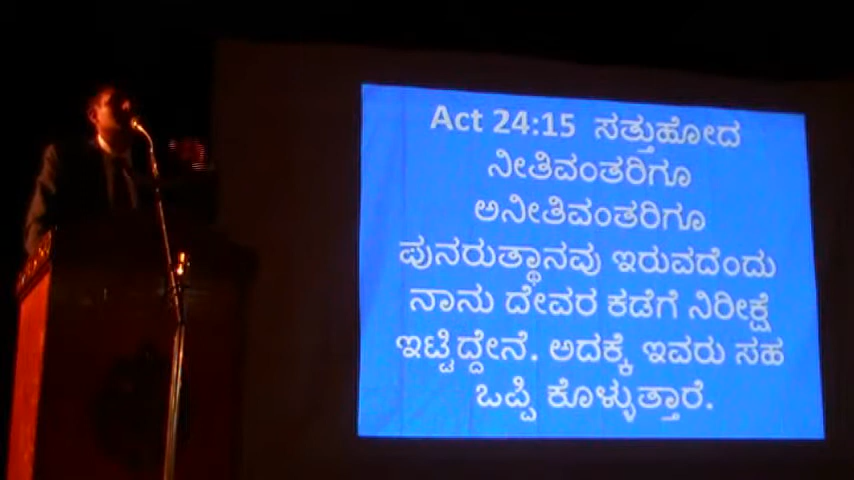 Act 24:15 ಸತ್ತುಹೋದ
ನೀತಿವಂತರಿಗೂ
ಅನೀತಿವಂತರಿಗೂ
ಪುನರುತ್ಥಾನವು ಇರುವದೆಂದು
ನಾನು ದೇವರ ಕಡೆಗೆ ನಿರೀಕ್ಷೆ
ಇಟ್ಟಿದ್ದೇನೆ. ಅದಕ್ಕೆ ಇವರು ಸಹ
ಒಪ್ಪಿ ಕೊಳ್ಳುತ್ತಾರೆ.